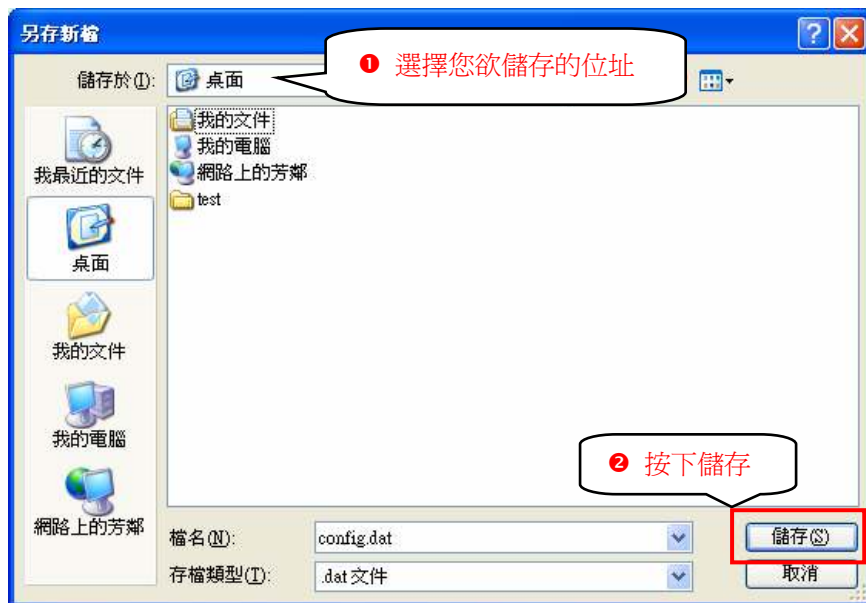 另存新檔
儲存於(I):
桌面
❶ 選擇您欲儲存的位址
我最近的文件
桌面
我的文件
我的電腦
網路上的芳鄰
我的文件
我的電腦
網路上的芳鄰
test
❷ 按下儲存
檔名(N):
config.dat
儲存(S)
存檔類型(T):
.dat 文件
取消